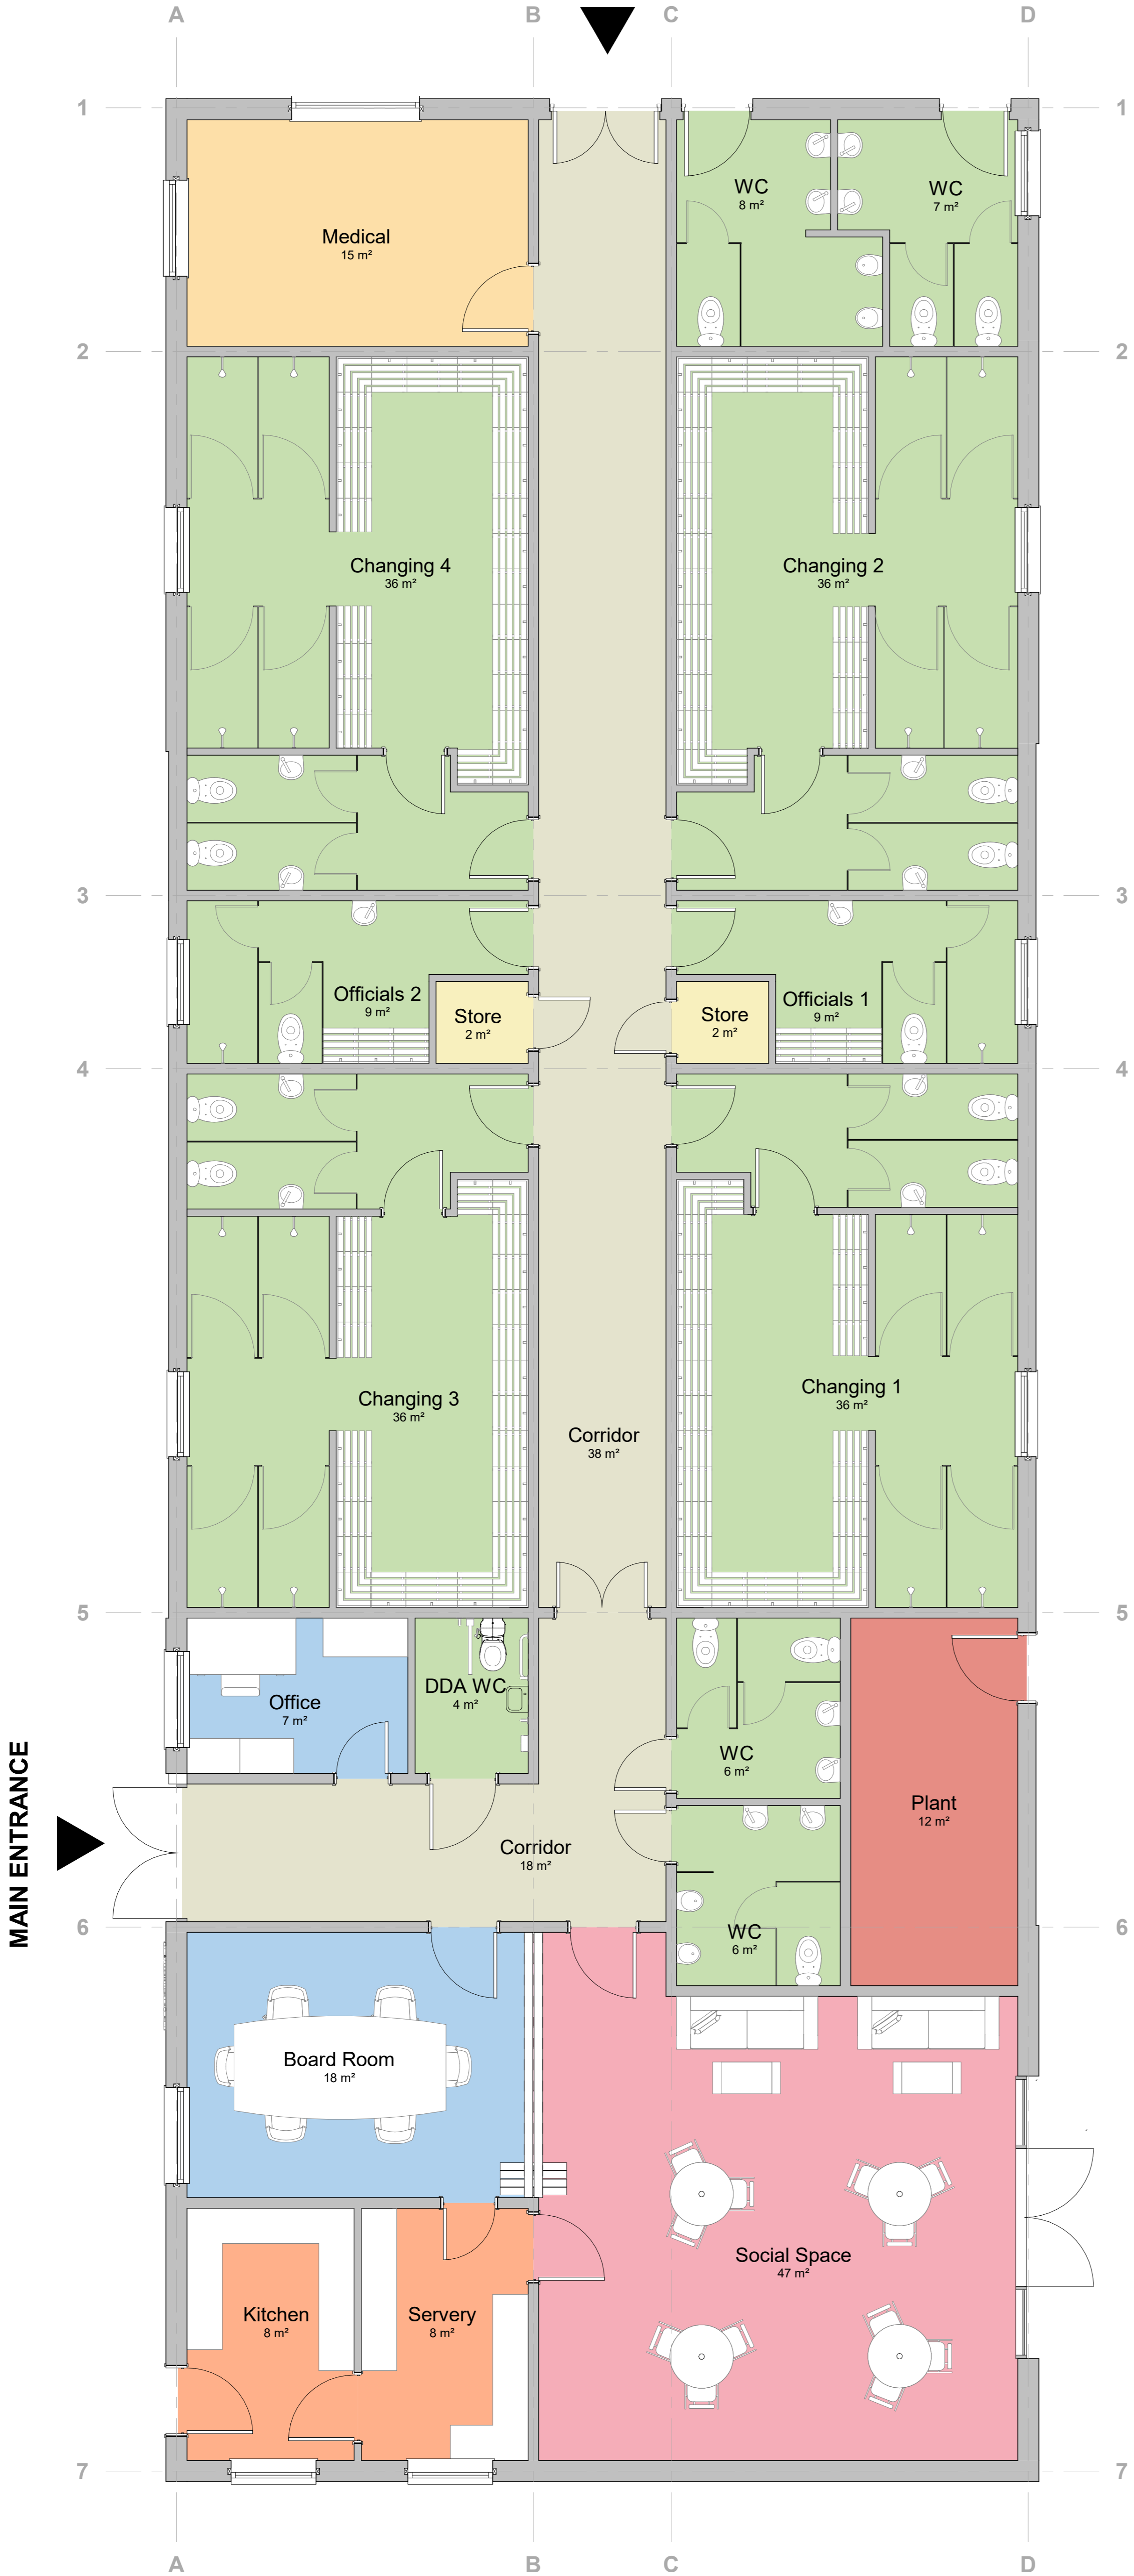 A B C D
1 1
WC
8 m²
WC
7 m²
Medical
15 m²
2 2
Changing 4
36 m²
Changing 2
36 m²
3 3
Officials 2
9 m²
Store
2 m²
Store
2 m²
Officials 1
9 m²
4 4
Changing 3
36 m²
Changing 1
36 m²
Corridor
38 m²
5 5
Office
7 m²
DDA WC
4 m²
WC
6 m²
Plant
12 m²
MAIN ENTRANCE
Corridor
18 m²
6 6
WC
6 m²
Board Room
18 m²
Social Space
47 m²
Kitchen
8 m²
Servery
8 m²
7 7
A B C D